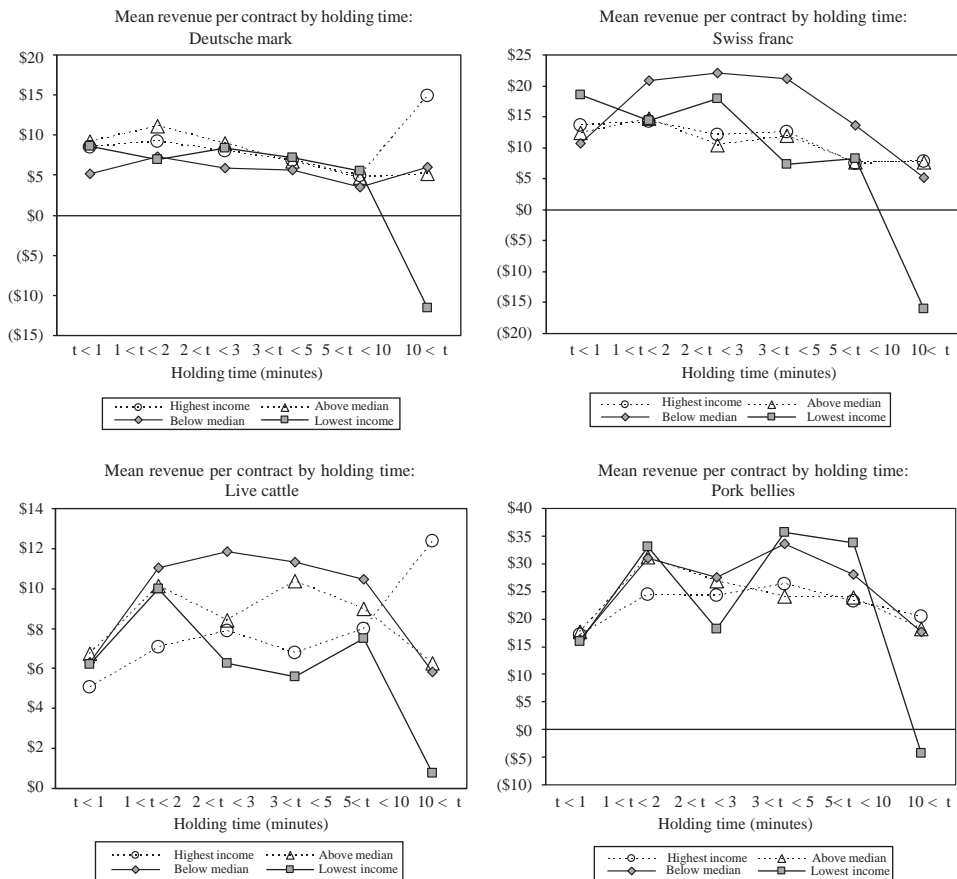 Mean revenue per contract by holding time:
Deutsche mark
$20
$15
$10
$5
$0
($5)
($10)
($15)
t < 1 1 < t < 2 2 < t < 3 3 < t < 5 5 < t < 10 10 < t
Holding time (minutes)
Highest income Above median
Below median Lowest income
Mean revenue per contract by holding time:
Swiss franc
$25
$20
$15
$10
$5
$0
($5)
($10)
($15)
($20)
t < 1 1 < t < 2 2 < t < 3 3 < t < 5 5 < t < 10 10< t
Holding time (minutes)
Highest income Above median
Below median Lowest income
Mean revenue per contract by holding time:
Live cattle
$14
$12
$10
$8
$6
$4
$2
$0
t < 1 1 < t < 2 2 < t < 3 3 < t < 5 5< t < 10 10 < t
Holding time (minutes)
Highest income Above median
Below median Lowest income
Mean revenue per contract by holding time:
Pork bellies
$40
$35
$30
$25
$20
$15
$10
$0
($5)
($10)
t < 1 1 < t < 2 2 < t < 3 3 < t < 5 5< t < 10 10 < t
Holding time (minutes)
Highest income Above median
Below median Lowest income